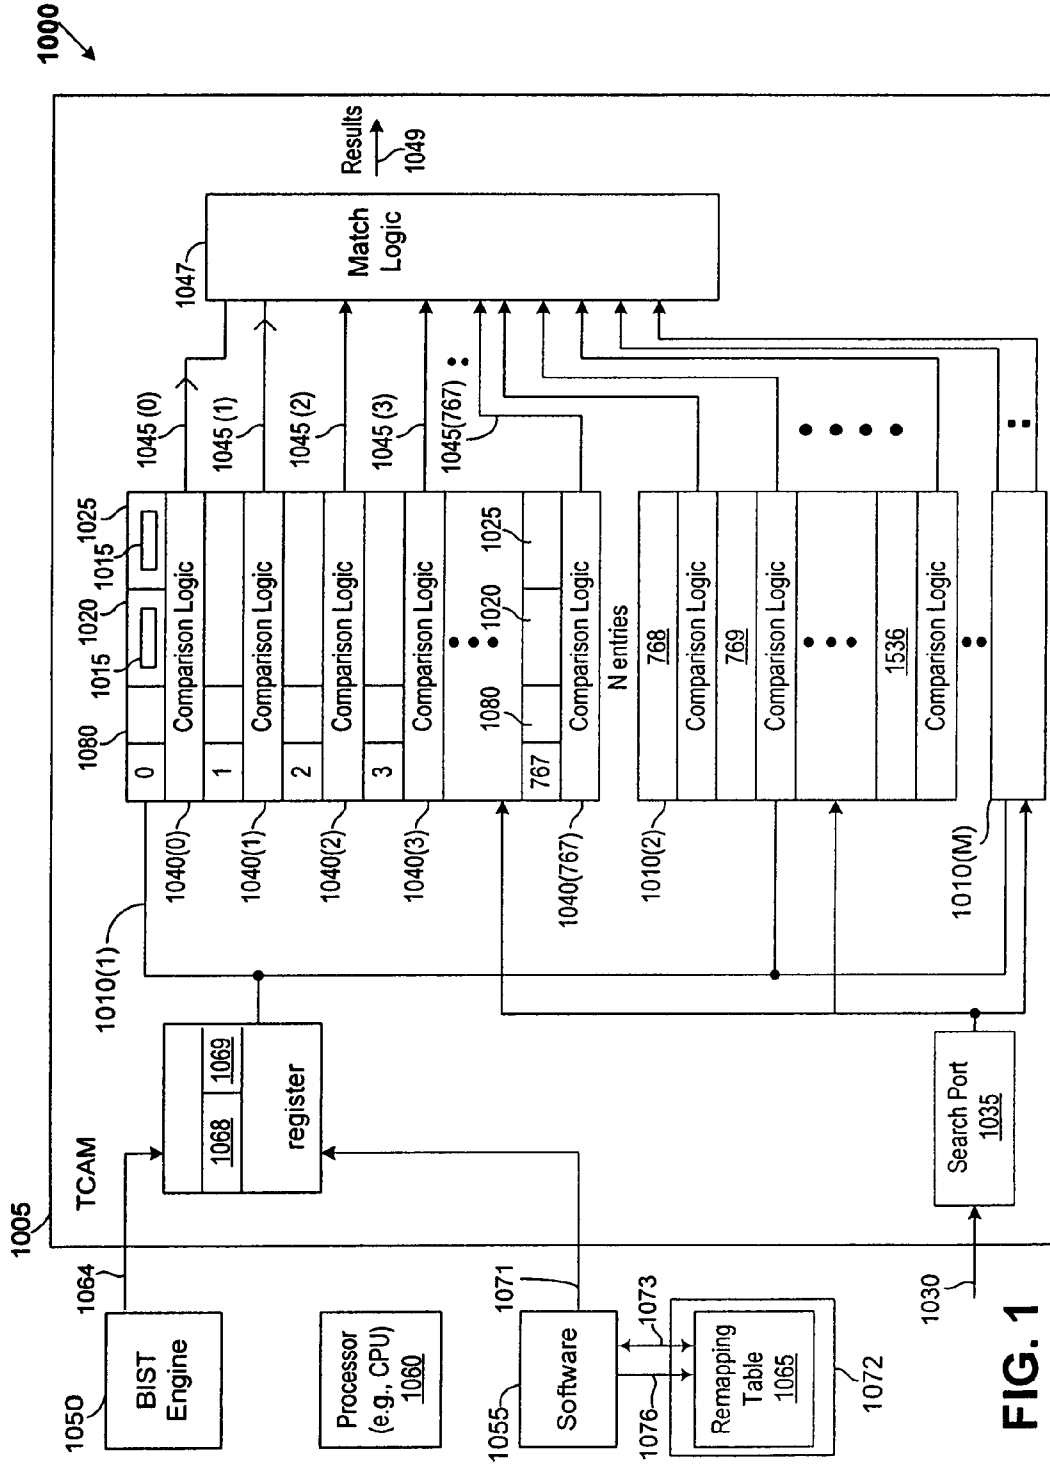 1000
1005
TCAM
1050
BIST
Engine
1064
Processor
(e.g., CPU)
1060
1055
Software
1071
1076
1073
Remapping
Table
1065
1072
1030
Search Port
1035
1068
1069
register
1010(1)
1040(0)
1040(1)
1040(2)
1040(3)
1040(767)
1010(2)
1010(M)
1080
1015
1020
1015
1025
0
Comparison Logic
1
Comparison Logic
2
Comparison Logic
3
Comparison Logic
1080
1020
1025
767
Comparison Logic
N entries
768
Comparison Logic
769
Comparison Logic
1536
Comparison Logic
1045(0)
1045 (1)
1045 (2)
1045 (3)
1045(767)
1047
Match
Logic
Results
1049
FIG. 1